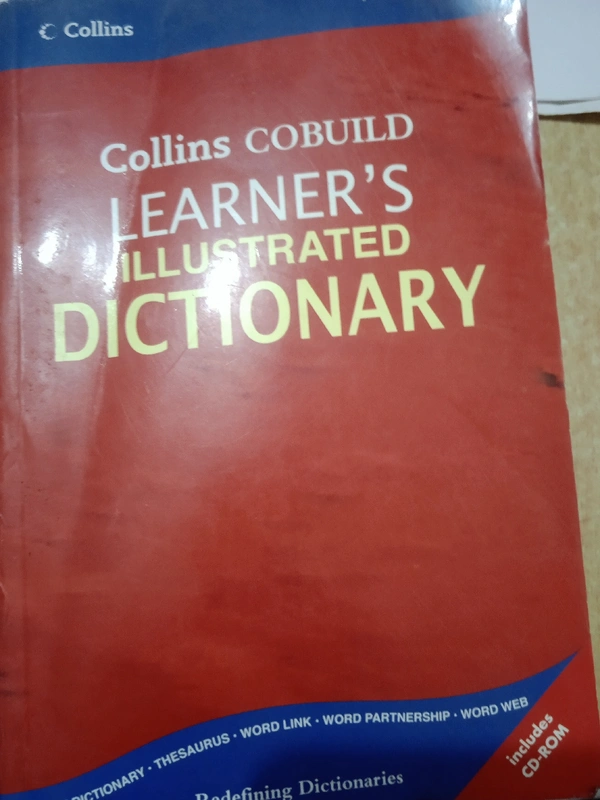 Collins
Collins COBUILD
LEARNER'S
ILLUSTRATED
DICTIONARY
DICTIONARY · THESAURUS · WORD LINK · WORD PARTNERSHIP · WORD WEB
includes
CD-ROM
Redefining Dictionaries